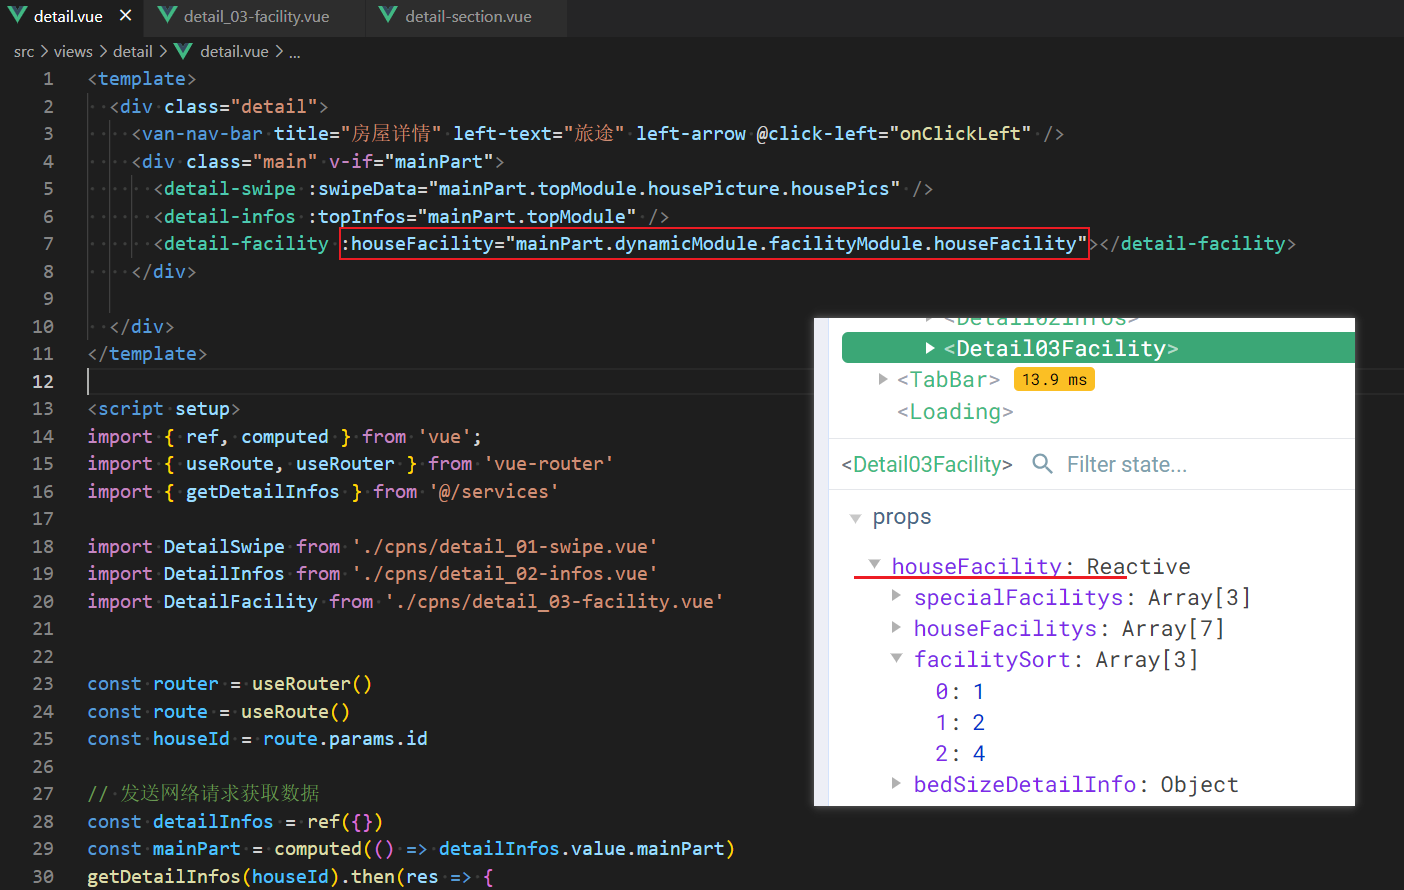 detail.vue × detail_03-facility.vue detail-section.vue
src > views > detail > detail.vue > ...
1 <template>
2 <div class="detail">
3 <van-nav-bar title="房屋详情" left-text="旅途" left-arrow @click-left="onClickLeft" />
4 <div class="main" v-if="mainPart">
5 <detail-swipe :swipeData="mainPart.topModule.housePicture.housePics" />
6 <detail-infos :topInfos="mainPart.topModule" />
7 <detail-facility :houseFacility="mainPart.dynamicModule.facilityModule.houseFacility"></detail-facility>
8 </div>
9
10 </div>
11 </template>
12
13 <script setup>
14 import { ref, computed } from 'vue';
15 import { useRoute, useRouter } from 'vue-router'
16 import { getDetailInfos } from '@/services'
17
18 import DetailSwipe from './cpns/detail_01-swipe.vue'
19 import DetailInfos from './cpns/detail_02-infos.vue'
20 import DetailFacility from './cpns/detail_03-facility.vue'
21
22
23 const router = useRouter()
24 const route = useRoute()
25 const houseId = route.params.id
26
27 // 发送网络请求获取数据
28 const detailInfos = ref({})
29 const mainPart = computed(() => detailInfos.value.mainPart)
30 getDetailInfos(houseId).then(res => {
<Detail02Infos>
<Detail03Facility>
<TabBar> 13.9 ms
<Loading>
<Detail03Facility> Filter state...
props
houseFacility: Reactive
specialFacilitys: Array[3]
houseFacilitys: Array[7]
facilitySort: Array[3]
0: 1
1: 2
2: 4
bedSizeDetailInfo: Object